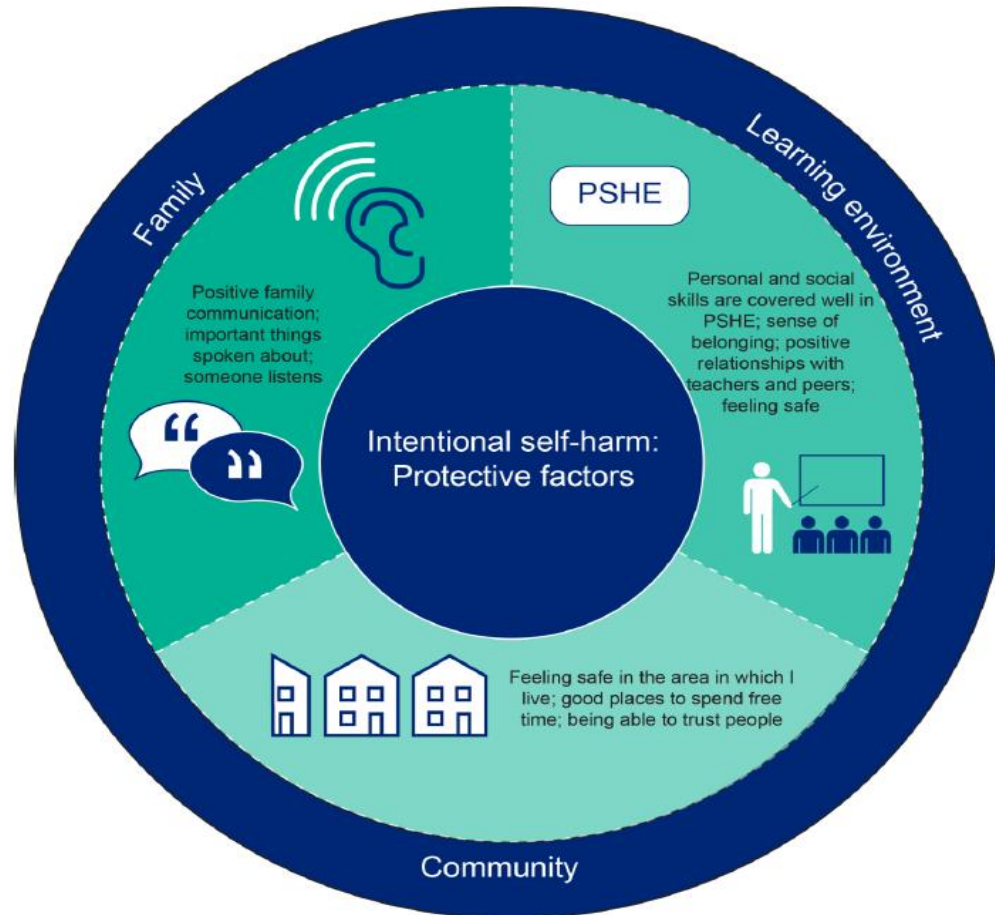 Family
Positive family
communication;
important things
spoken about;
someone listens
“
”
Learning environment
PSHE
Personal and social
skills are covered well in
PSHE; sense of
belonging; positive
relationships with
teachers and peers;
feeling safe
Intentional self-harm:
Protective factors
Feeling safe in the area in which I
live; good places to spend free
time; being able to trust people
Community